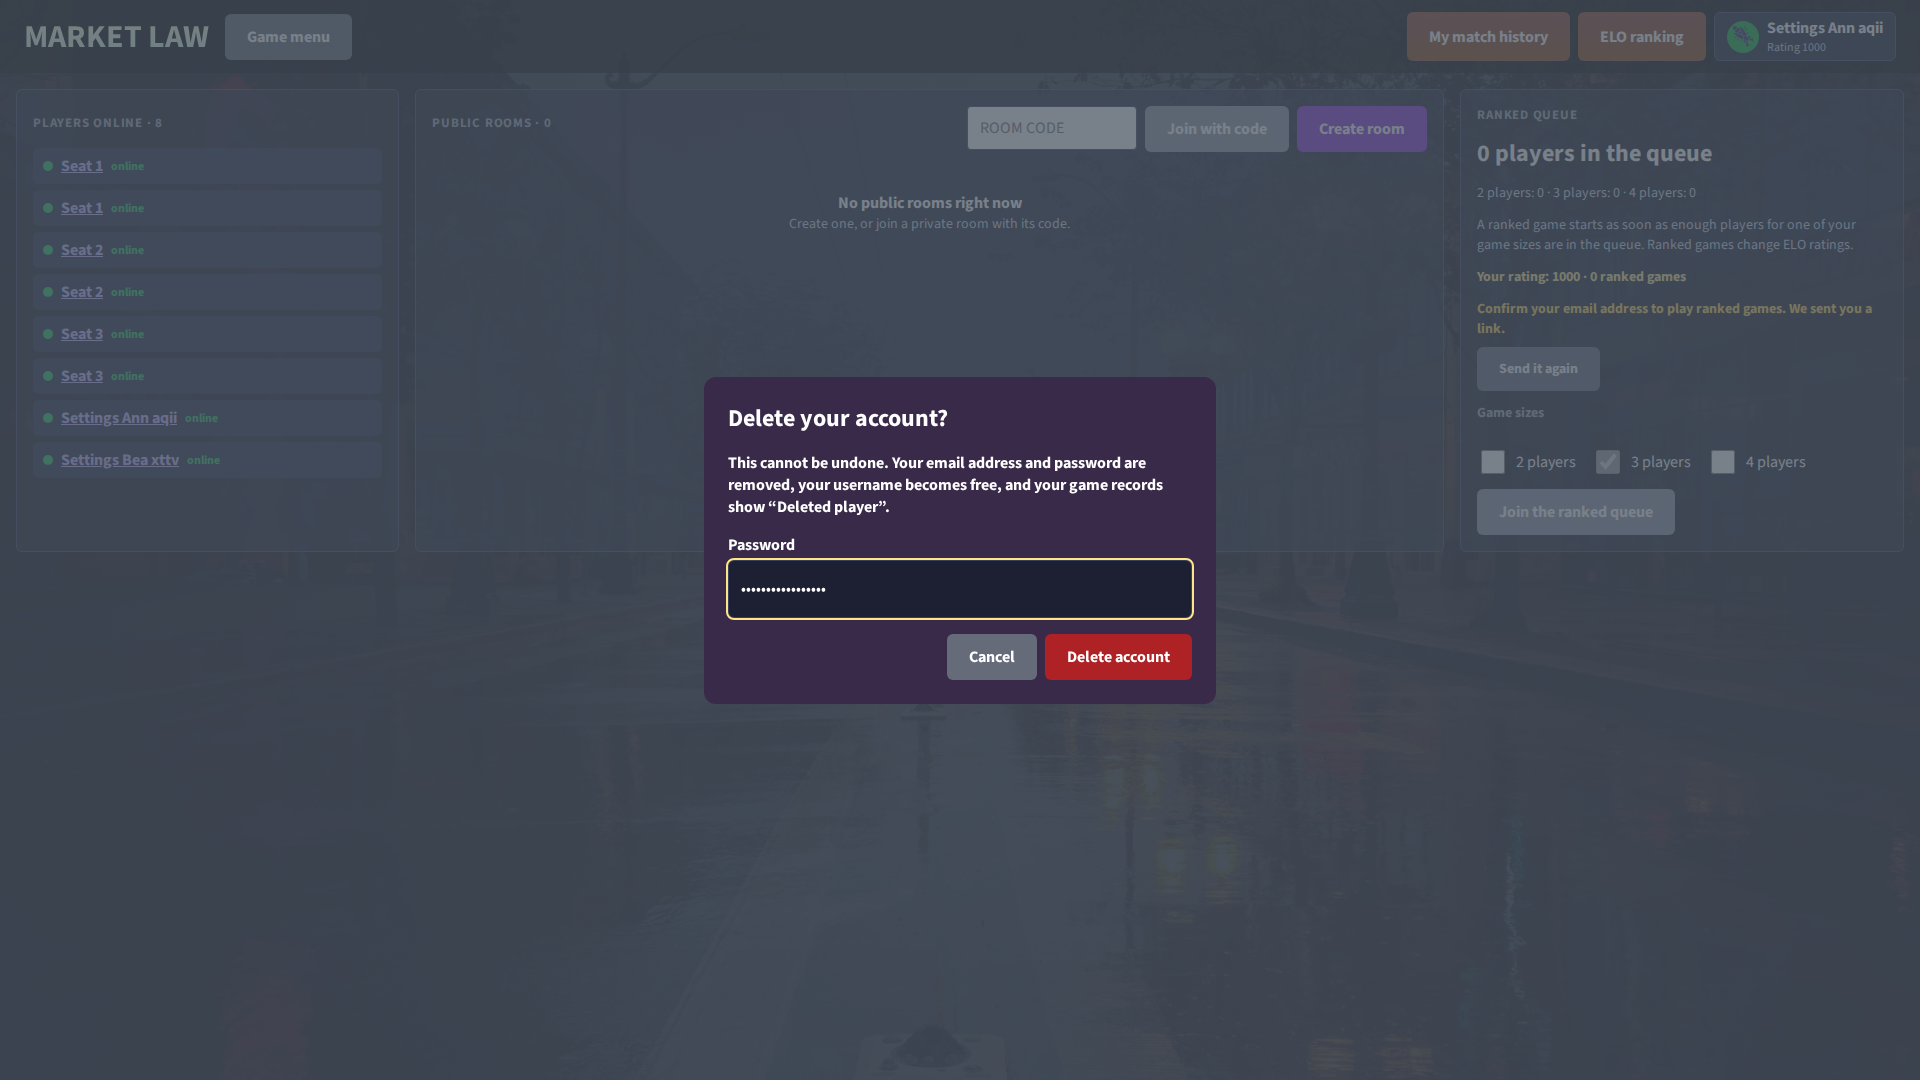 MARKET LAW
Game menu
My match history
ELO ranking
Settings Ann aqii
Rating 1000
PLAYERS ONLINE · 8
Seat 1 online
Seat 1 online
Seat 2 online
Seat 2 online
Seat 3 online
Seat 3 online
Settings Ann aqii online
Settings Bea xttv online
PUBLIC ROOMS · 0
ROOM CODE
Join with code
Create room
No public rooms right now
Create one, or join a private room with its code.
RANKED QUEUE
0 players in the queue
2 players: 0 · 3 players: 0 · 4 players: 0
A ranked game starts as soon as enough players for one of your
game sizes are in the queue. Ranked games change ELO ratings.
Your rating: 1000 · 0 ranked games
Confirm your email address to play ranked games. We sent you a
link.
Send it again
Game sizes
2 players
3 players
4 players
Join the ranked queue
Delete your account?
This cannot be undone. Your email address and password are
removed, your username becomes free, and your game records
show “Deleted player”.
Password
•••••••••••••••••
Cancel
Delete account